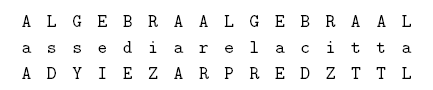 A L G E B R A A L G E B R A A L
a s s e d i a r e l a c i t t a
A D Y I E Z A R P R E D Z T T L